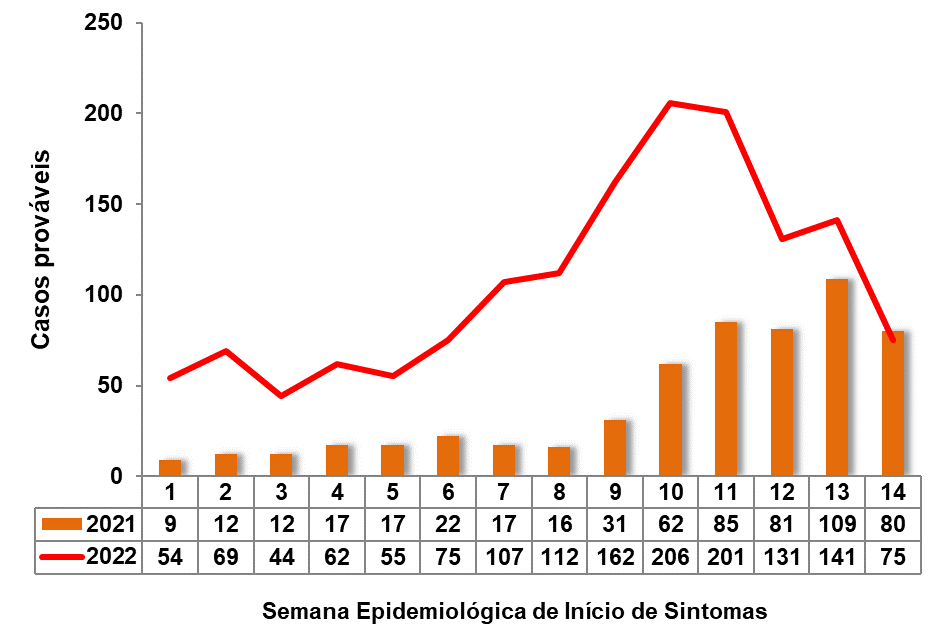 250
200
150
100
50
0
Casos prováveis
1 2 3 4 5 6 7 8 9 10 11 12 13 14
2021 9 12 12 17 17 22 17 16 31 62 85 81 109 80
2022 54 69 44 62 55 75 107 112 162 206 201 131 141 75
Semana Epidemiológica de Início de Sintomas